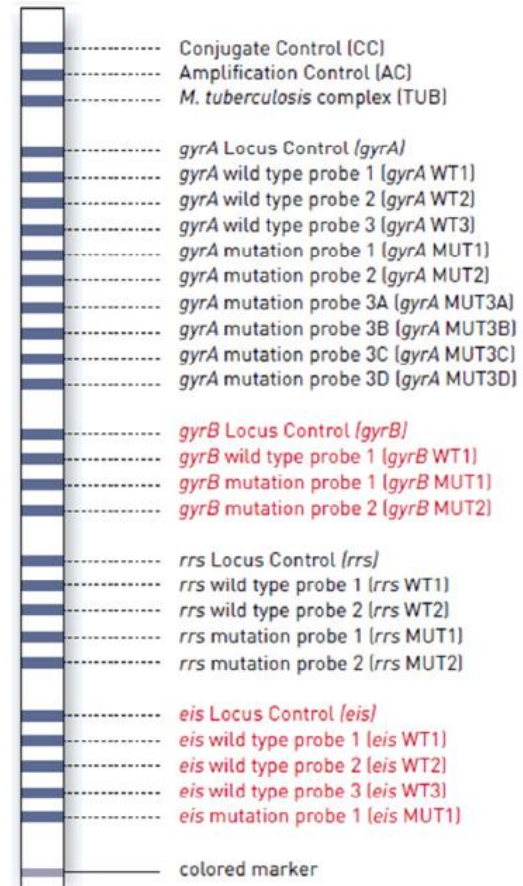 Conjugate Control (CC)
Amplification Control (AC)
M. tuberculosis complex (TUB)
gyrA Locus Control (gyrA)
gyrA wild type probe 1 (gyrA WT1)
gyrA wild type probe 2 (gyrA WT2)
gyrA wild type probe 3 (gyrA WT3)
gyrA mutation probe 1 (gyrA MUT1)
gyrA mutation probe 2 (gyrA MUT2)
gyrA mutation probe 3A (gyrA MUT3A)
gyrA mutation probe 3B (gyrA MUT3B)
gyrA mutation probe 3C (gyrA MUT3C)
gyrA mutation probe 3D (gyrA MUT3D)
gyrB Locus Control (gyrB)
gyrB wild type probe 1 (gyrB WT1)
gyrB mutation probe 1 (gyrB MUT1)
gyrB mutation probe 2 (gyrB MUT2)
rrs Locus Control (rrs)
rrs wild type probe 1 (rrs WT1)
rrs wild type probe 2 (rrs WT2)
rrs mutation probe 1 (rrs MUT1)
rrs mutation probe 2 (rrs MUT2)
eis Locus Control (eis)
eis wild type probe 1 (eis WT1)
eis wild type probe 2 (eis WT2)
eis wild type probe 3 (eis WT3)
eis mutation probe 1 (eis MUT1)
colored marker